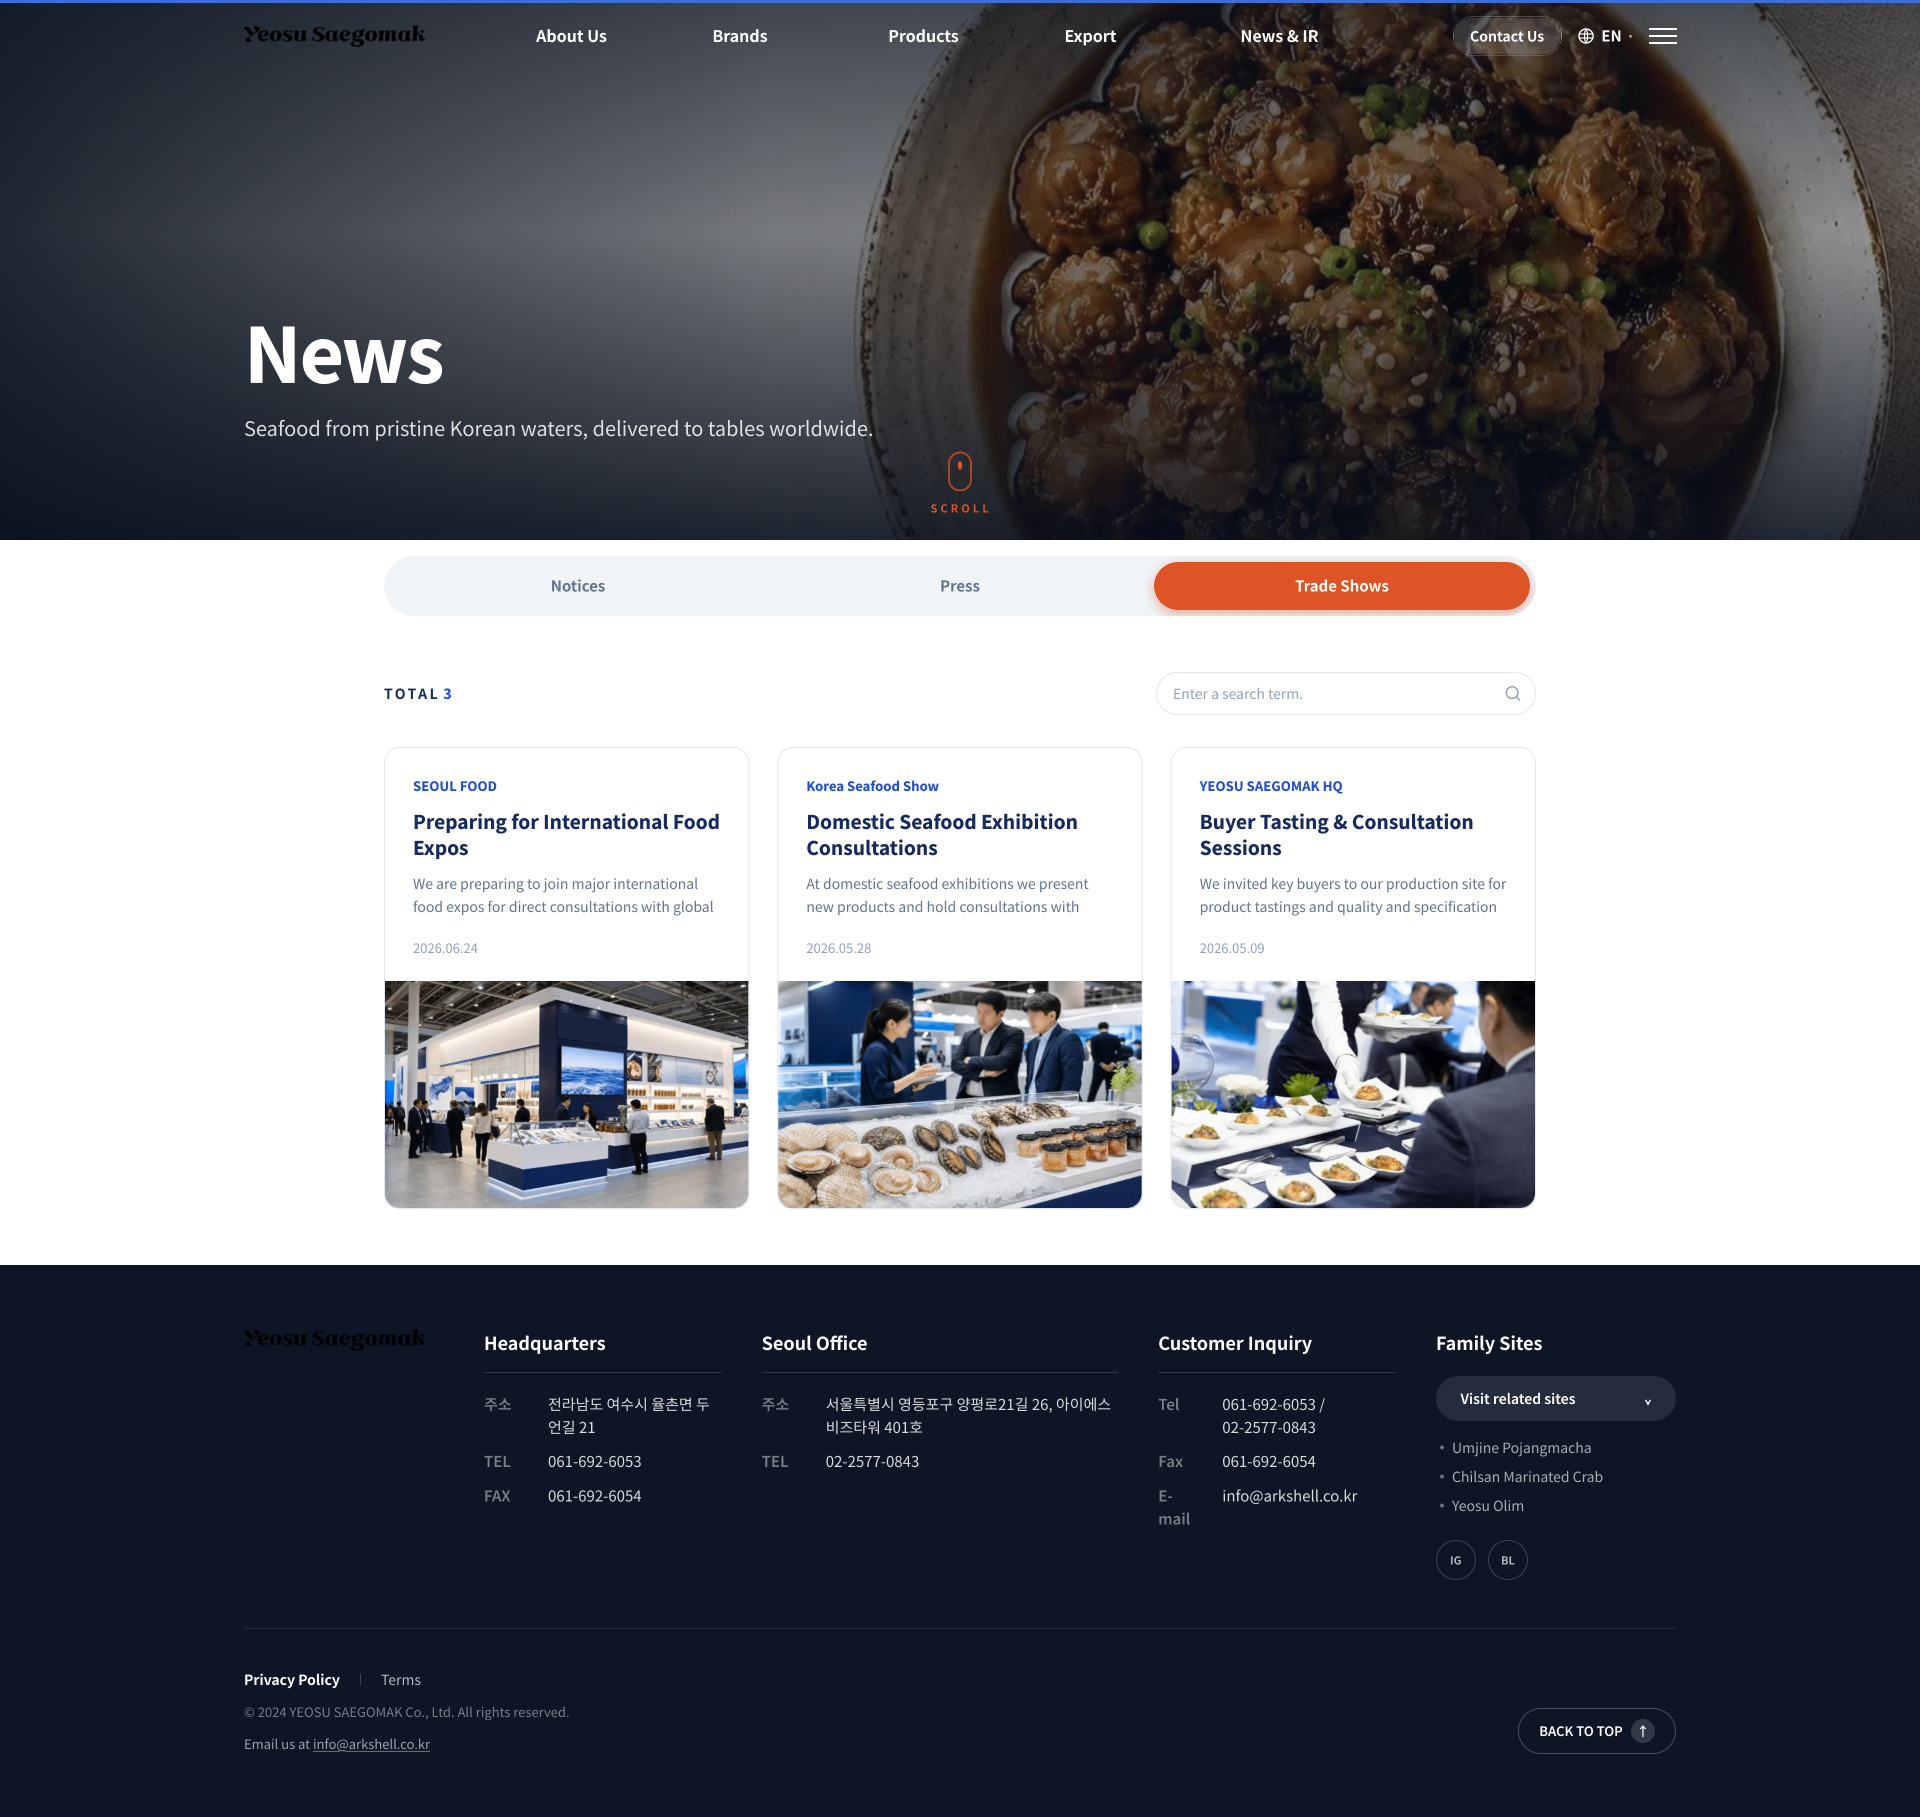 Yeosu Saegomak
About Us
Brands
Products
Export
News & IR
Contact Us
EN
News
Seafood from pristine Korean waters, delivered to tables worldwide.
SCROLL
Notices
Press
Trade Shows
TOTAL 3
Enter a search term.
SEOUL FOOD
Preparing for International Food
Expos
We are preparing to join major international
food expos for direct consultations with global
2026.06.24
Korea Seafood Show
Domestic Seafood Exhibition
Consultations
At domestic seafood exhibitions we present
new products and hold consultations with
2026.05.28
YEOSU SAEGOMAK HQ
Buyer Tasting & Consultation
Sessions
We invited key buyers to our production site for
product tastings and quality and specification
2026.05.09
Yeosu Saegomak
Headquarters
주소 전라남도 여수시 율촌면 두
언길 21
TEL 061-692-6053
FAX 061-692-6054
Seoul Office
주소 서울특별시 영등포구 양평로21길 26, 아이에스
비즈타워 401호
TEL 02-2577-0843
Customer Inquiry
Tel 061-692-6053 /
02-2577-0843
Fax 061-692-6054
E-
mail info@arkshell.co.kr
Family Sites
Visit related sites
• Umjine Pojangmacha
• Chilsan Marinated Crab
• Yeosu Olim
IG
BL
Privacy Policy
Terms
© 2024 YEOSU SAEGOMAK Co., Ltd. All rights reserved.
Email us at info@arkshell.co.kr
BACK TO TOP ↑